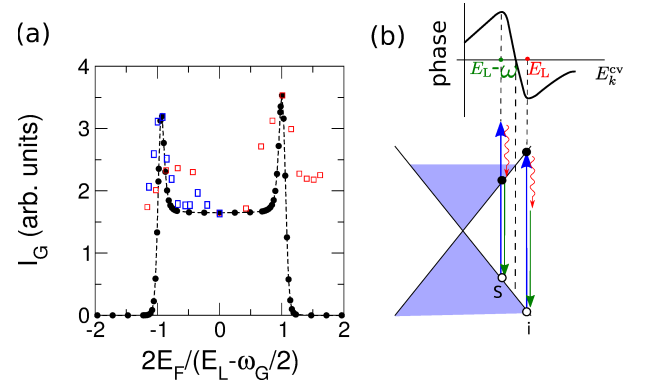 (a)
I_G (arb. units)
4
3
2
1
0
-2
-1
0
1
2
2E_F/(E_L-ω_G/2)
(b)
phase
E_L-ω
E_L
E_k^cv
S
i